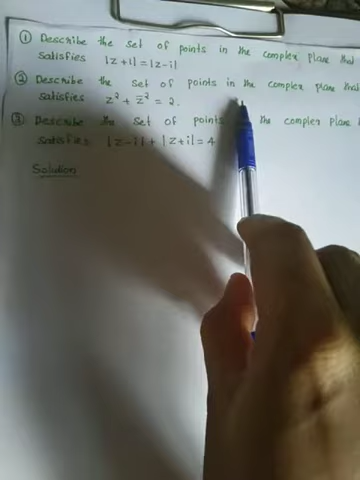 ① Describe the set of points in the complex plane that
satisfies |z+i|=|z-i|
② Describe the set of points in the complex plane that
satisfies z² + z̅² = 2.
③ Describe the set of points the complex plane
satisfies |z-i| + |z+i| = 4
Solution